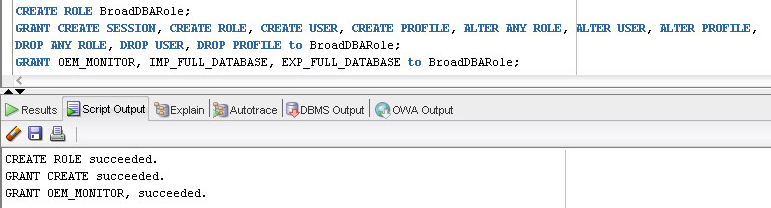 CREATE ROLE BroadDBARole;
GRANT CREATE SESSION, CREATE ROLE, CREATE USER, CREATE PROFILE, ALTER ANY ROLE, ALTER USER, ALTER PROFILE,
DROP ANY ROLE, DROP USER, DROP PROFILE to BroadDBARole;
GRANT OEM_MONITOR, IMP_FULL_DATABASE, EXP_FULL_DATABASE to BroadDBARole;
Results Script Output Explain Autotrace DBMS Output OWA Output
CREATE ROLE succeeded.
GRANT CREATE succeeded.
GRANT OEM_MONITOR, succeeded.